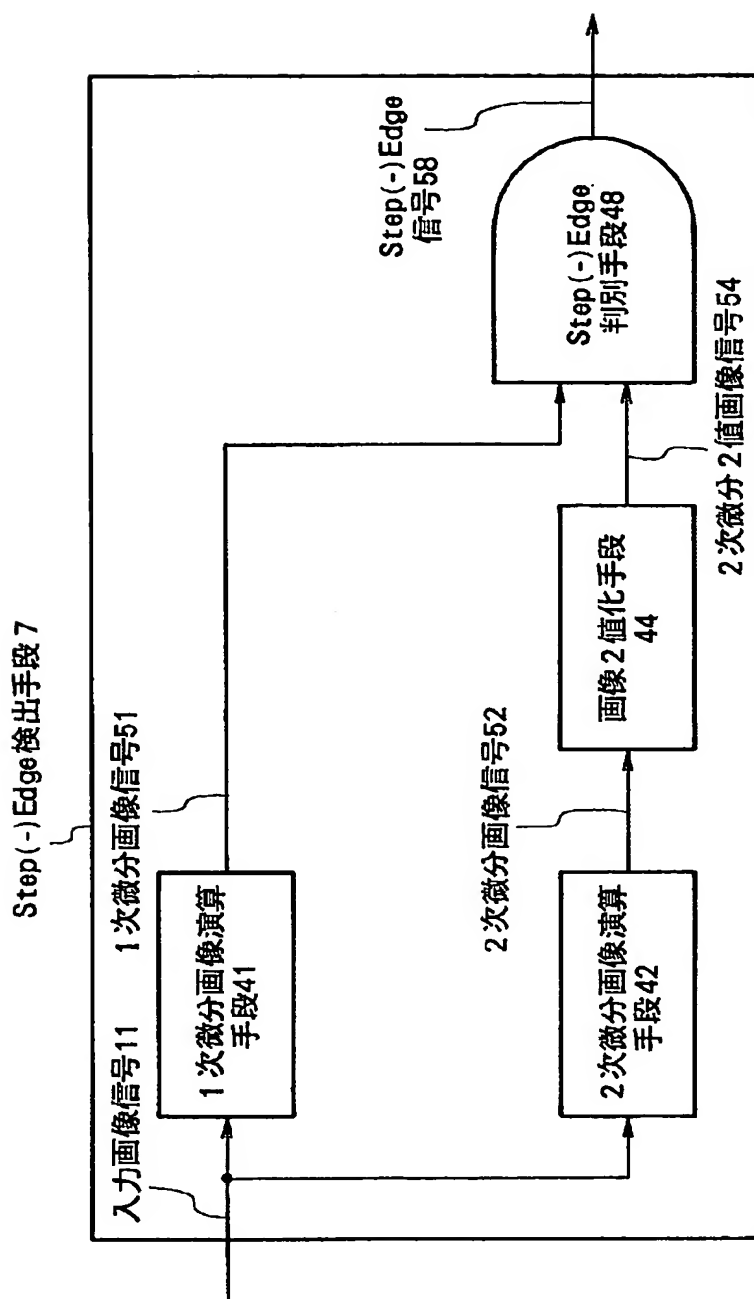 Step(-)Edge検出手段7
入力画像信号11
1次微分画像演算
手段41
1次微分画像信号51
2次微分画像演算
手段42
2次微分画像信号52
画像2値化手段
44
2次微分2値画像信号54
Step(-)Edge
判別手段48
Step(-)Edge
信号58